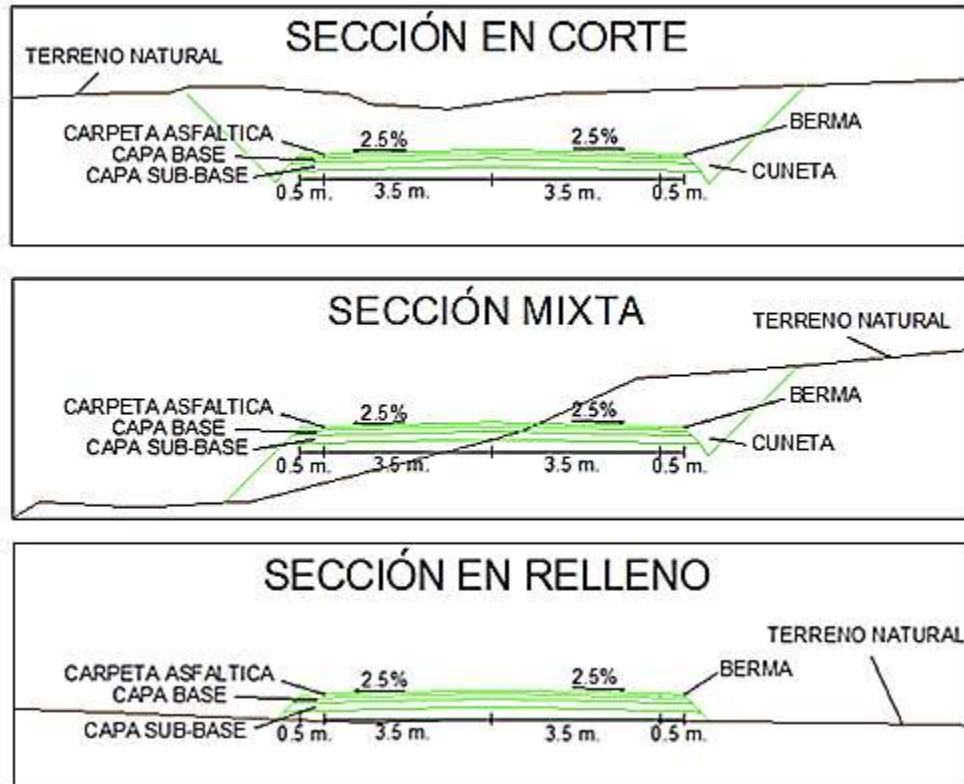 SECCIÓN EN CORTE
TERRENO NATURAL
CARPETA ASFALTICA
CAPA BASE
CAPA SUB-BASE
2.5%
2.5%
BERMA
CUNETA
0.5 m.
3.5 m.
3.5 m.
0.5 m.
SECCIÓN MIXTA
TERRENO NATURAL
CARPETA ASFALTICA
CAPA BASE
CAPA SUB-BASE
2.5%
2.5%
BERMA
CUNETA
0.5 m.
3.5 m.
3.5 m.
0.5 m.
SECCIÓN EN RELLENO
TERRENO NATURAL
CARPETA ASFALTICA
CAPA BASE
CAPA SUB-BASE
2.5%
2.5%
BERMA
0.5 m.
3.5 m.
3.5 m.
0.5 m.